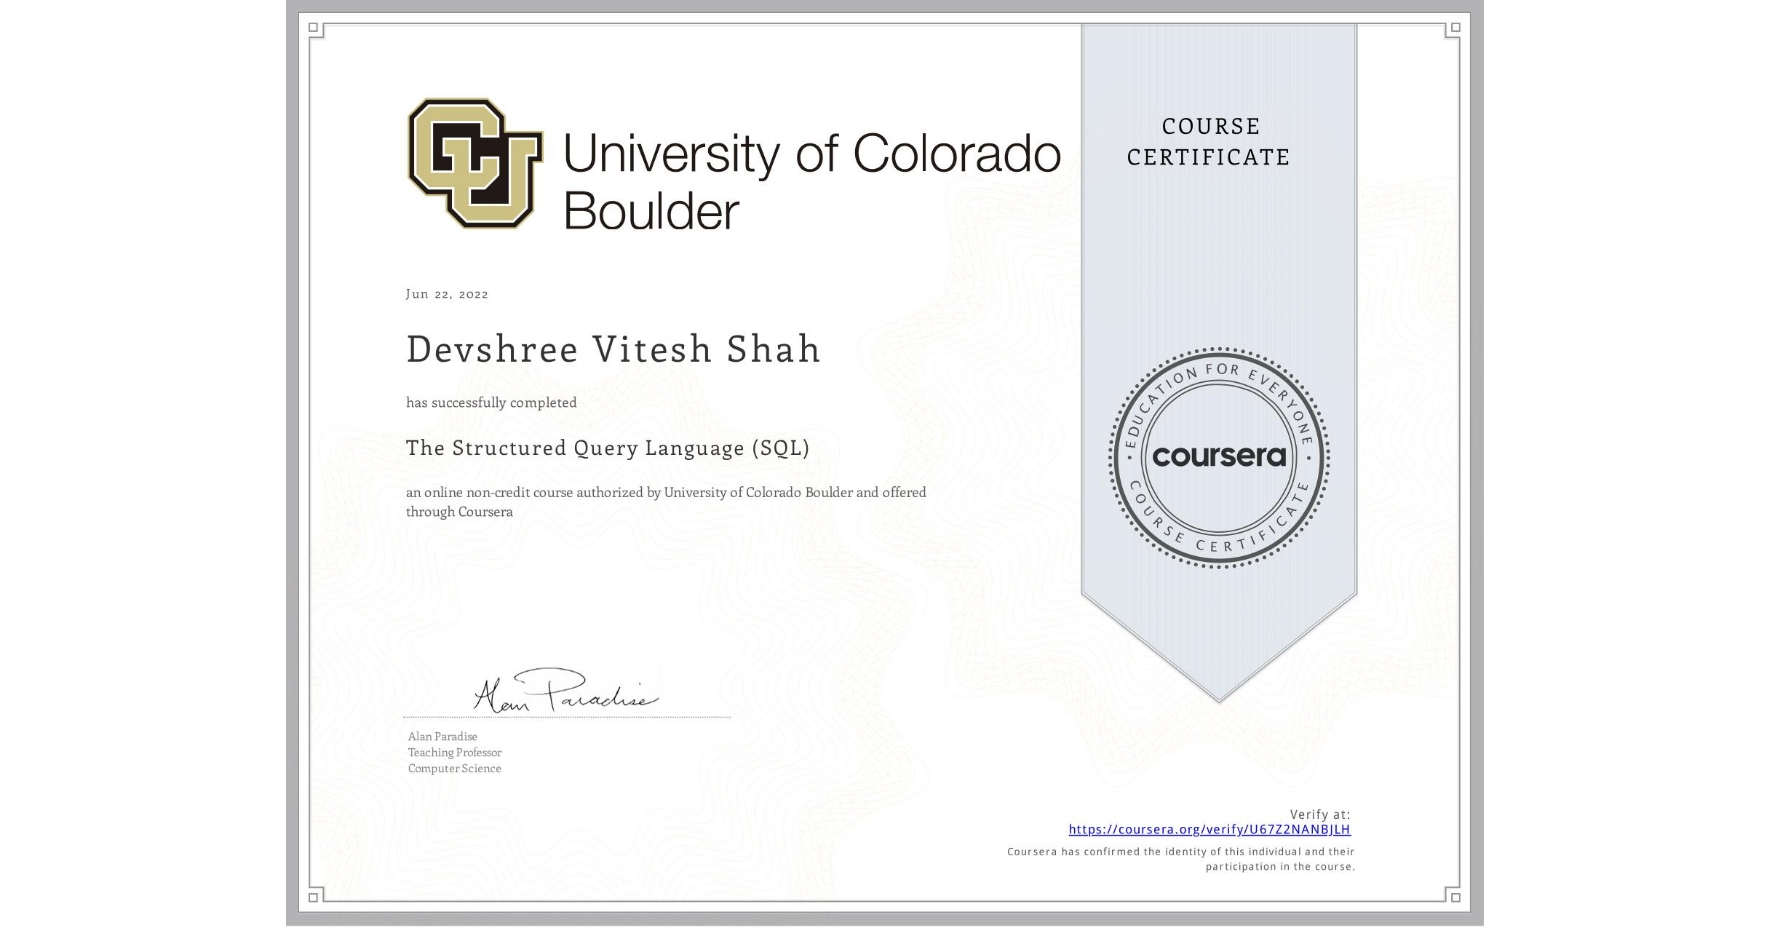 University of Colorado
Boulder
COURSE
CERTIFICATE
Jun 22, 2022
Devshree Vitesh Shah
has successfully completed
The Structured Query Language (SQL)
an online non-credit course authorized by University of Colorado Boulder and offered
through Coursera
EDUCATION FOR EVERYONE
coursera
COURSE CERTIFICATE
Alan Paradise
Alan Paradise
Teaching Professor
Computer Science
Verify at:
https://coursera.org/verify/U67Z2NANBJLH
Coursera has confirmed the identity of this individual and their
participation in the course.